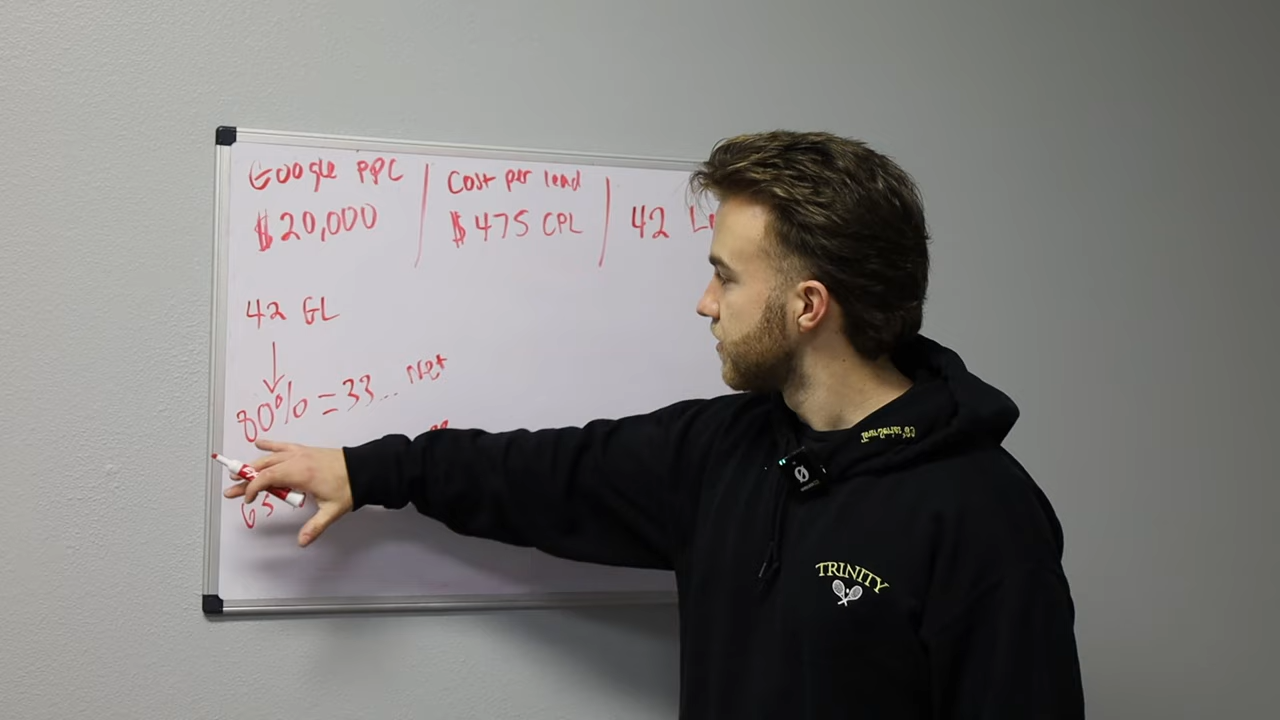 Google PPC | Cost per lead |
$20,000 | $475 CPL | 42
42 GL
80% = 33... Net
65
TRINITY